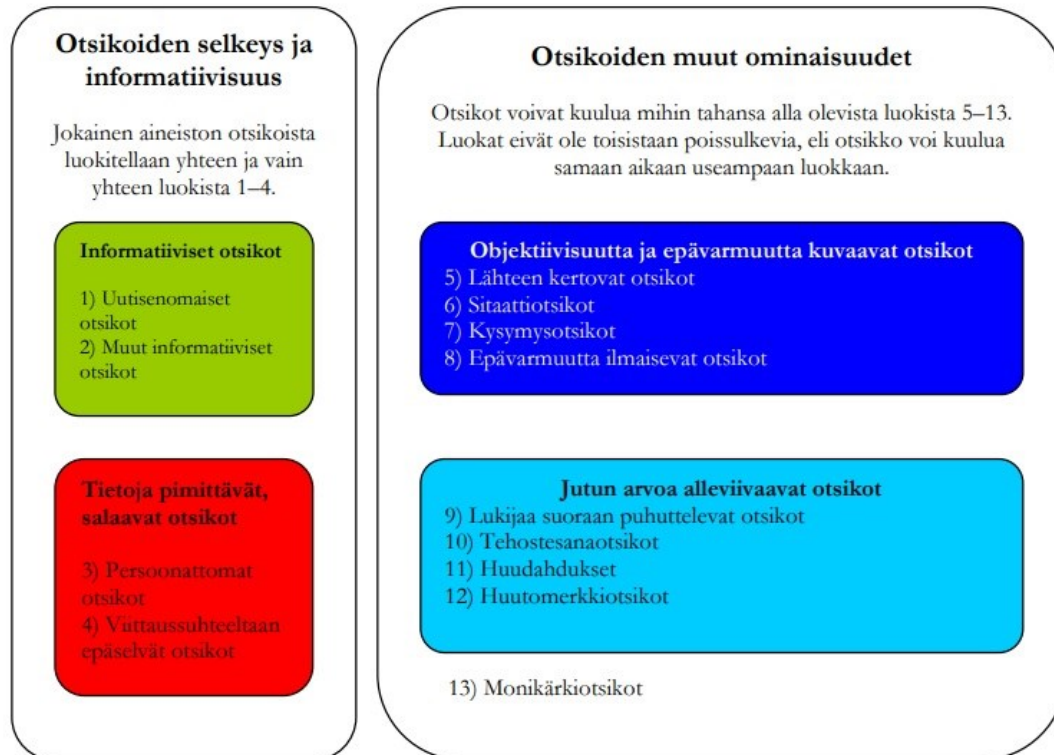 Otsikoiden selkeys ja
informatiivisuus
Jokainen aineiston otsikoista
luokitellaan yhteen ja vain
yhteen luokista 1–4.
Informatiiviset otsikot
1) Uutisenomaiset
otsikot
2) Muut informatiiviset
otsikot
Tietoja pimittävät,
salaavat otsikot
3) Persoonattomat
otsikot
4) Viittaussuhteeltaan
epäselvät otsikot
Otsikoiden muut ominaisuudet
Otsikot voivat kuulua mihin tahansa alla olevista luokista 5–13.
Luokat eivät ole toisistaan poissulkevia, eli otsikko voi kuulua
samaan aikaan useampaan luokkaan.
Objektiivisuutta ja epävarmuutta kuvaavat otsikot
5) Lähteen kertovat otsikot
6) Sitaattiotsikot
7) Kysymysotsikot
8) Epävarmuutta ilmaisevat otsikot
Jutun arvoa alleviivaavat otsikot
9) Lukijaa suoraan puhuttelevat otsikot
10) Tehostesanaotsikot
11) Huudahdukset
12) Huutomerkkiotsikot
13) Monikärkiotsikot